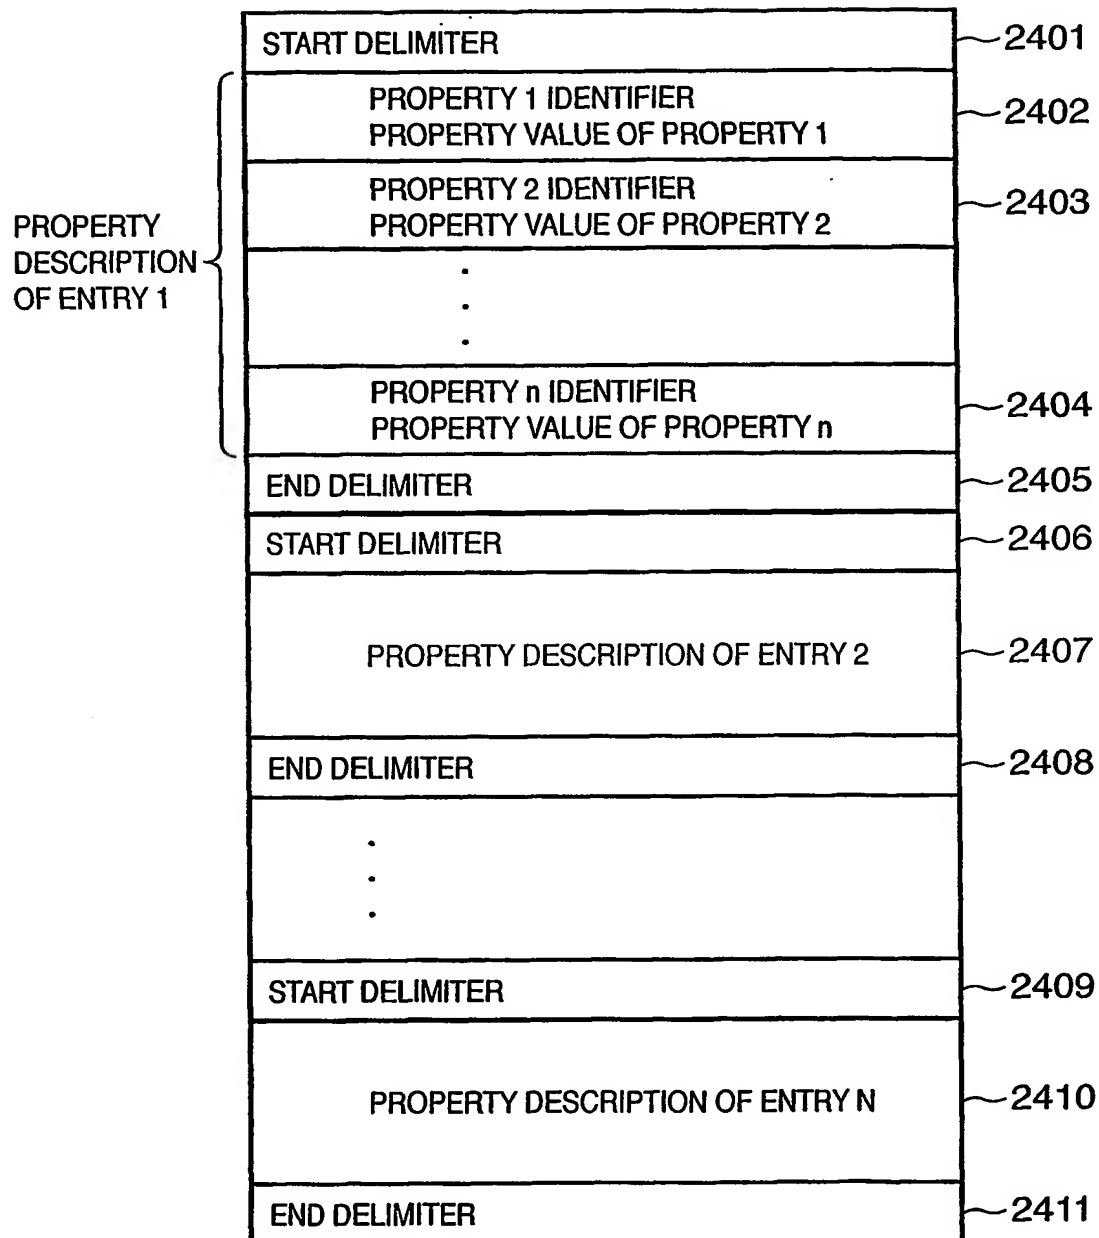 START DELIMITER 2401
PROPERTY 1 IDENTIFIER
PROPERTY VALUE OF PROPERTY 1 2402
PROPERTY 2 IDENTIFIER
PROPERTY VALUE OF PROPERTY 2 2403
PROPERTY
DESCRIPTION
OF ENTRY 1
PROPERTY n IDENTIFIER
PROPERTY VALUE OF PROPERTY n 2404
END DELIMITER 2405
START DELIMITER 2406
PROPERTY DESCRIPTION OF ENTRY 2 2407
END DELIMITER 2408
START DELIMITER 2409
PROPERTY DESCRIPTION OF ENTRY N 2410
END DELIMITER 2411